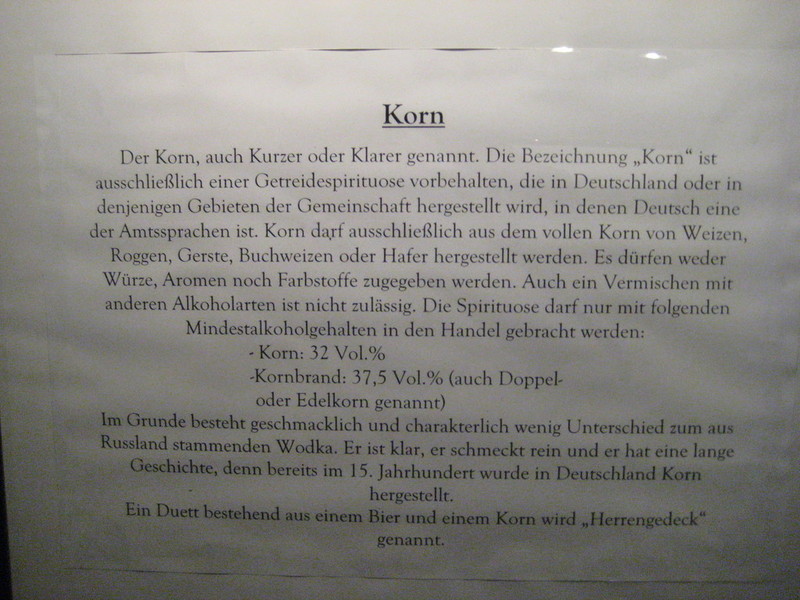 Korn
Der Korn, auch Kurzer oder Klarer genannt. Die Bezeichnung „Korn“ ist
ausschließlich einer Getreidespirituose vorbehalten, die in Deutschland oder in
denjenigen Gebieten der Gemeinschaft hergestellt wird, in denen Deutsch eine
der Amtssprachen ist. Korn darf ausschließlich aus dem vollen Korn von Weizen,
Roggen, Gerste, Buchweizen oder Hafer hergestellt werden. Es dürfen weder
Würze, Aromen noch Farbstoffe zugegeben werden. Auch ein Vermischen mit
anderen Alkoholarten ist nicht zulässig. Die Spirituose darf nur mit folgenden
Mindestalkoholgehalten in den Handel gebracht werden:
- Korn: 32 Vol.%
-Kornbrand: 37,5 Vol.% (auch Doppel-
oder Edelkorn genannt)
Im Grunde besteht geschmacklich und charakterlich wenig Unterschied zum aus
Russland stammenden Wodka. Er ist klar, er schmeckt rein und er hat eine lange
Geschichte, denn bereits im 15. Jahrhundert wurde in Deutschland Korn
hergestellt.
Ein Duett bestehend aus einem Bier und einem Korn wird „Herrengedeck“
genannt.